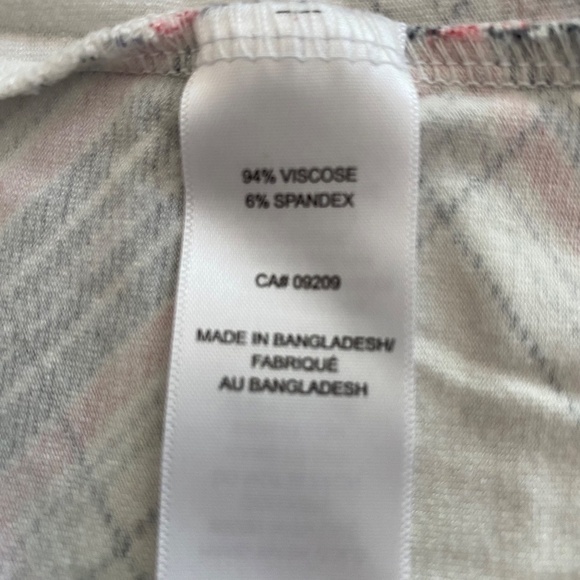 94% VISCOSE
6% SPANDEX
CA# 09209
MADE IN BANGLADESH/
FABRIQUÉ
AU BANGLADESH